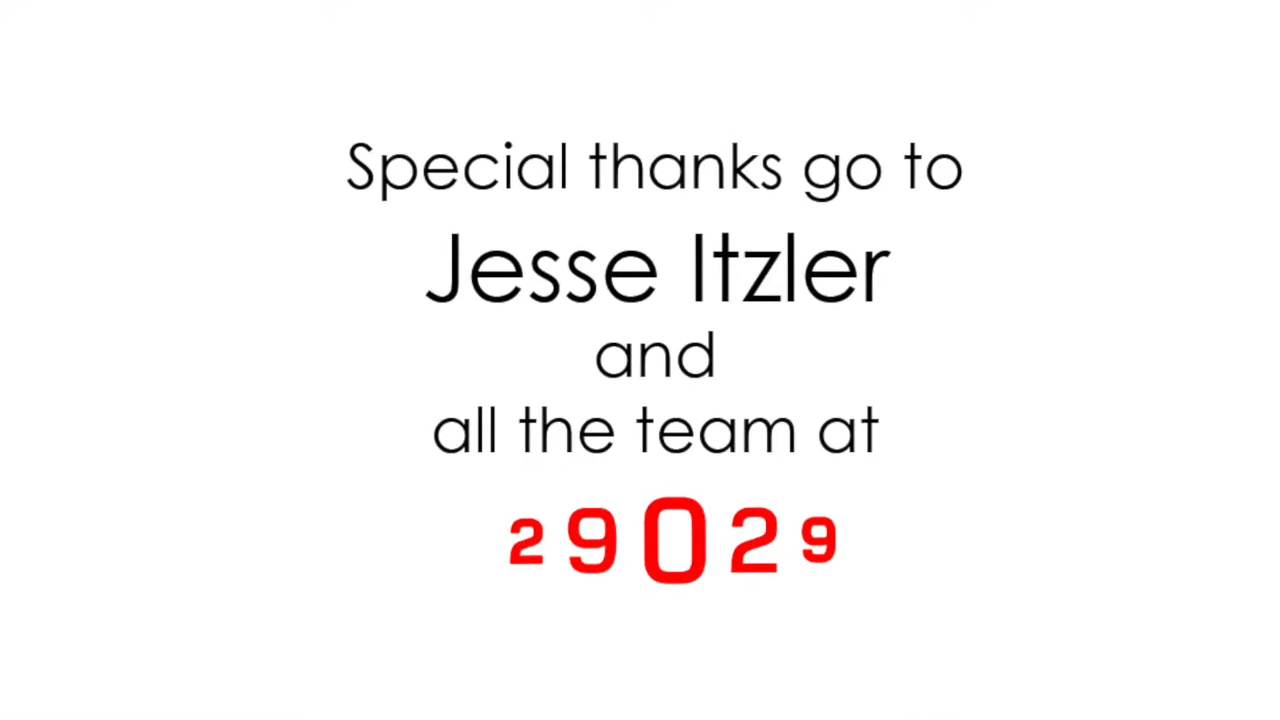 Special thanks go to
Jesse Itzler
and
all the team at
29029